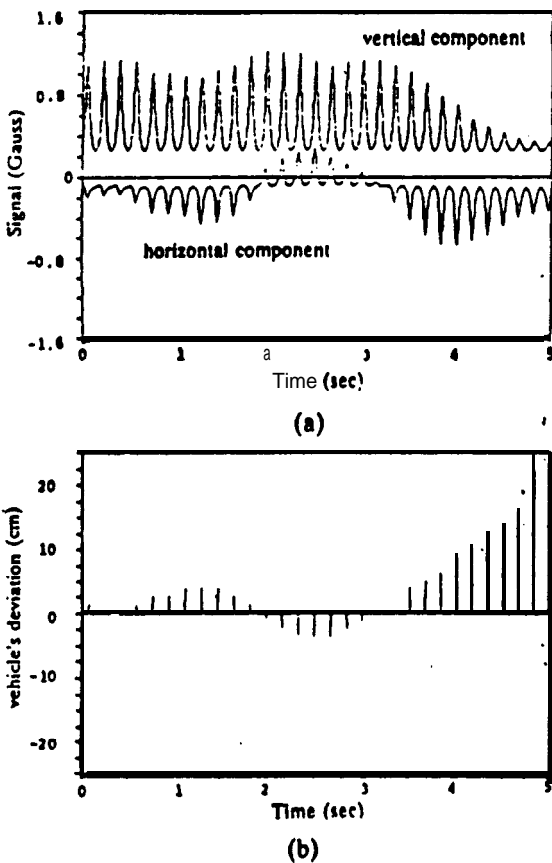 1.6
vertical component
0.8
0
-0.8
-1.6
Signal (Gauss)
horizontal component
0 1 a 3 4 5
Time (sec)
(a)
20
10
0
-10
-20
vehicle's deviation (cm)
0 1 2 3 4 5
Time (sec)
(b)